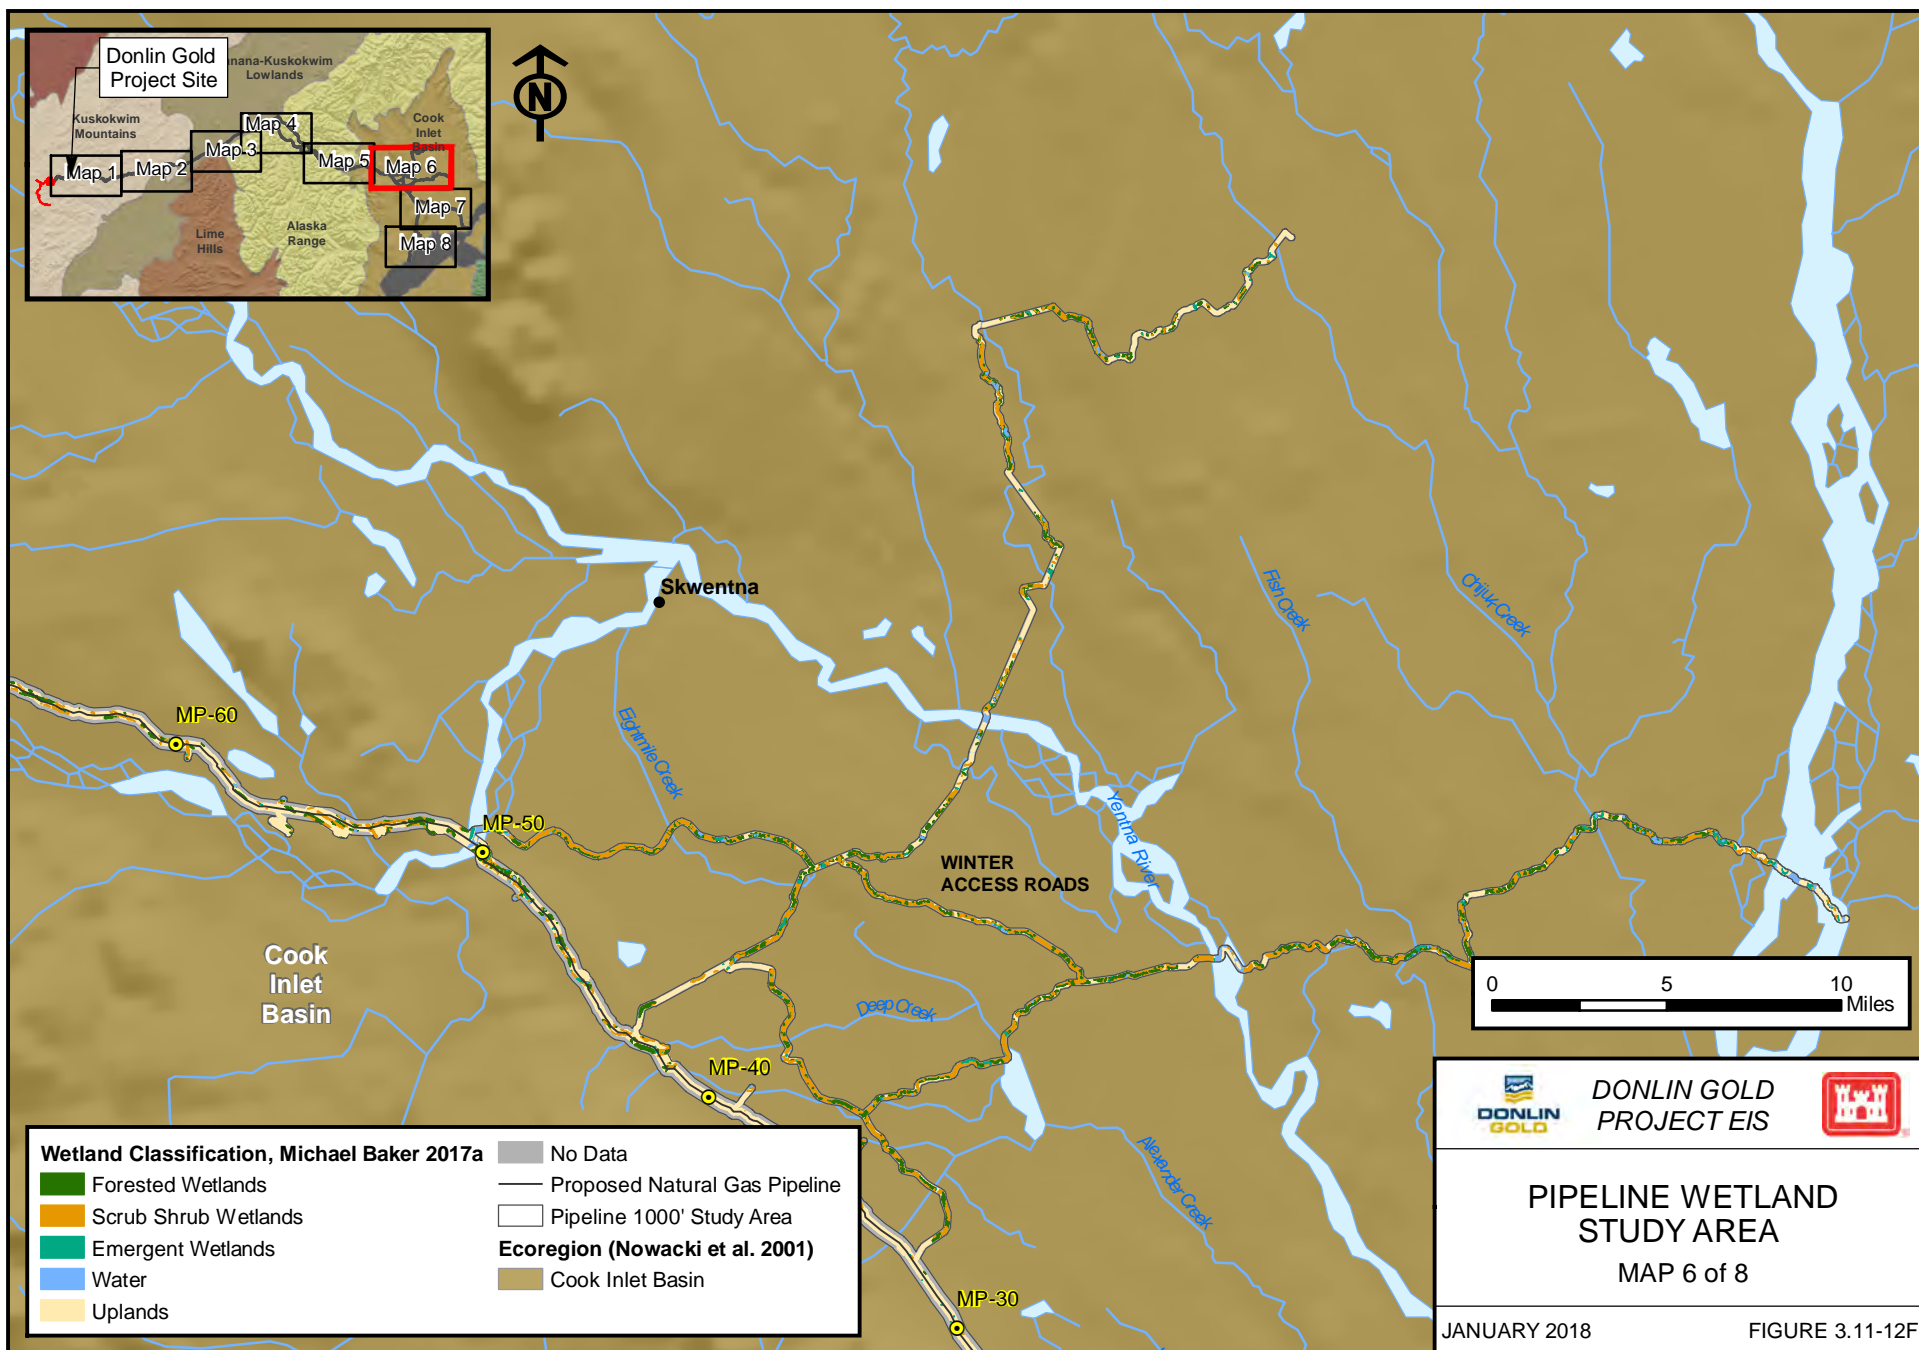 Donlin Gold
Project Site
nana-Kuskokwim
Lowlands
Kuskokwim
Mountains
Cook
Inlet
Basin
Map 1
Map 2
Map 3
Map 4
Map 5
Map 6
Map 7
Map 8
Lime
Hills
Alaska
Range
N
Skwentna
Fish Creek
Chijuk Creek
MP-60
Eightmile Creek
MP-50
Yentna River
WINTER
ACCESS ROADS
Cook
Inlet
Basin
Deep Creek
MP-40
Alexander Creek
MP-30
0 5 10
Miles
Wetland Classification, Michael Baker 2017a
Forested Wetlands
Scrub Shrub Wetlands
Emergent Wetlands
Water
Uplands
No Data
Proposed Natural Gas Pipeline
Pipeline 1000' Study Area
Ecoregion (Nowacki et al. 2001)
Cook Inlet Basin
DONLIN
GOLD
DONLIN GOLD
PROJECT EIS
PIPELINE WETLAND
STUDY AREA
MAP 6 of 8
JANUARY 2018
FIGURE 3.11-12F